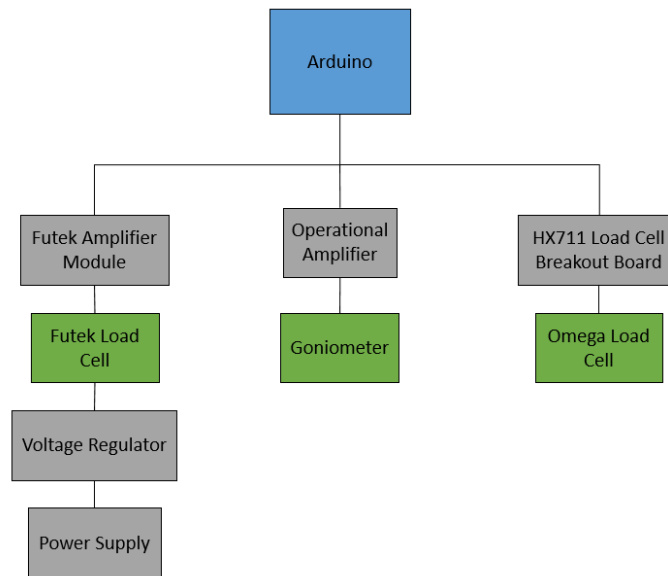 Arduino
Futek Amplifier
Module
Operational
Amplifier
HX711 Load Cell
Breakout Board
Futek Load
Cell
Goniometer
Omega Load
Cell
Voltage Regulator
Power Supply